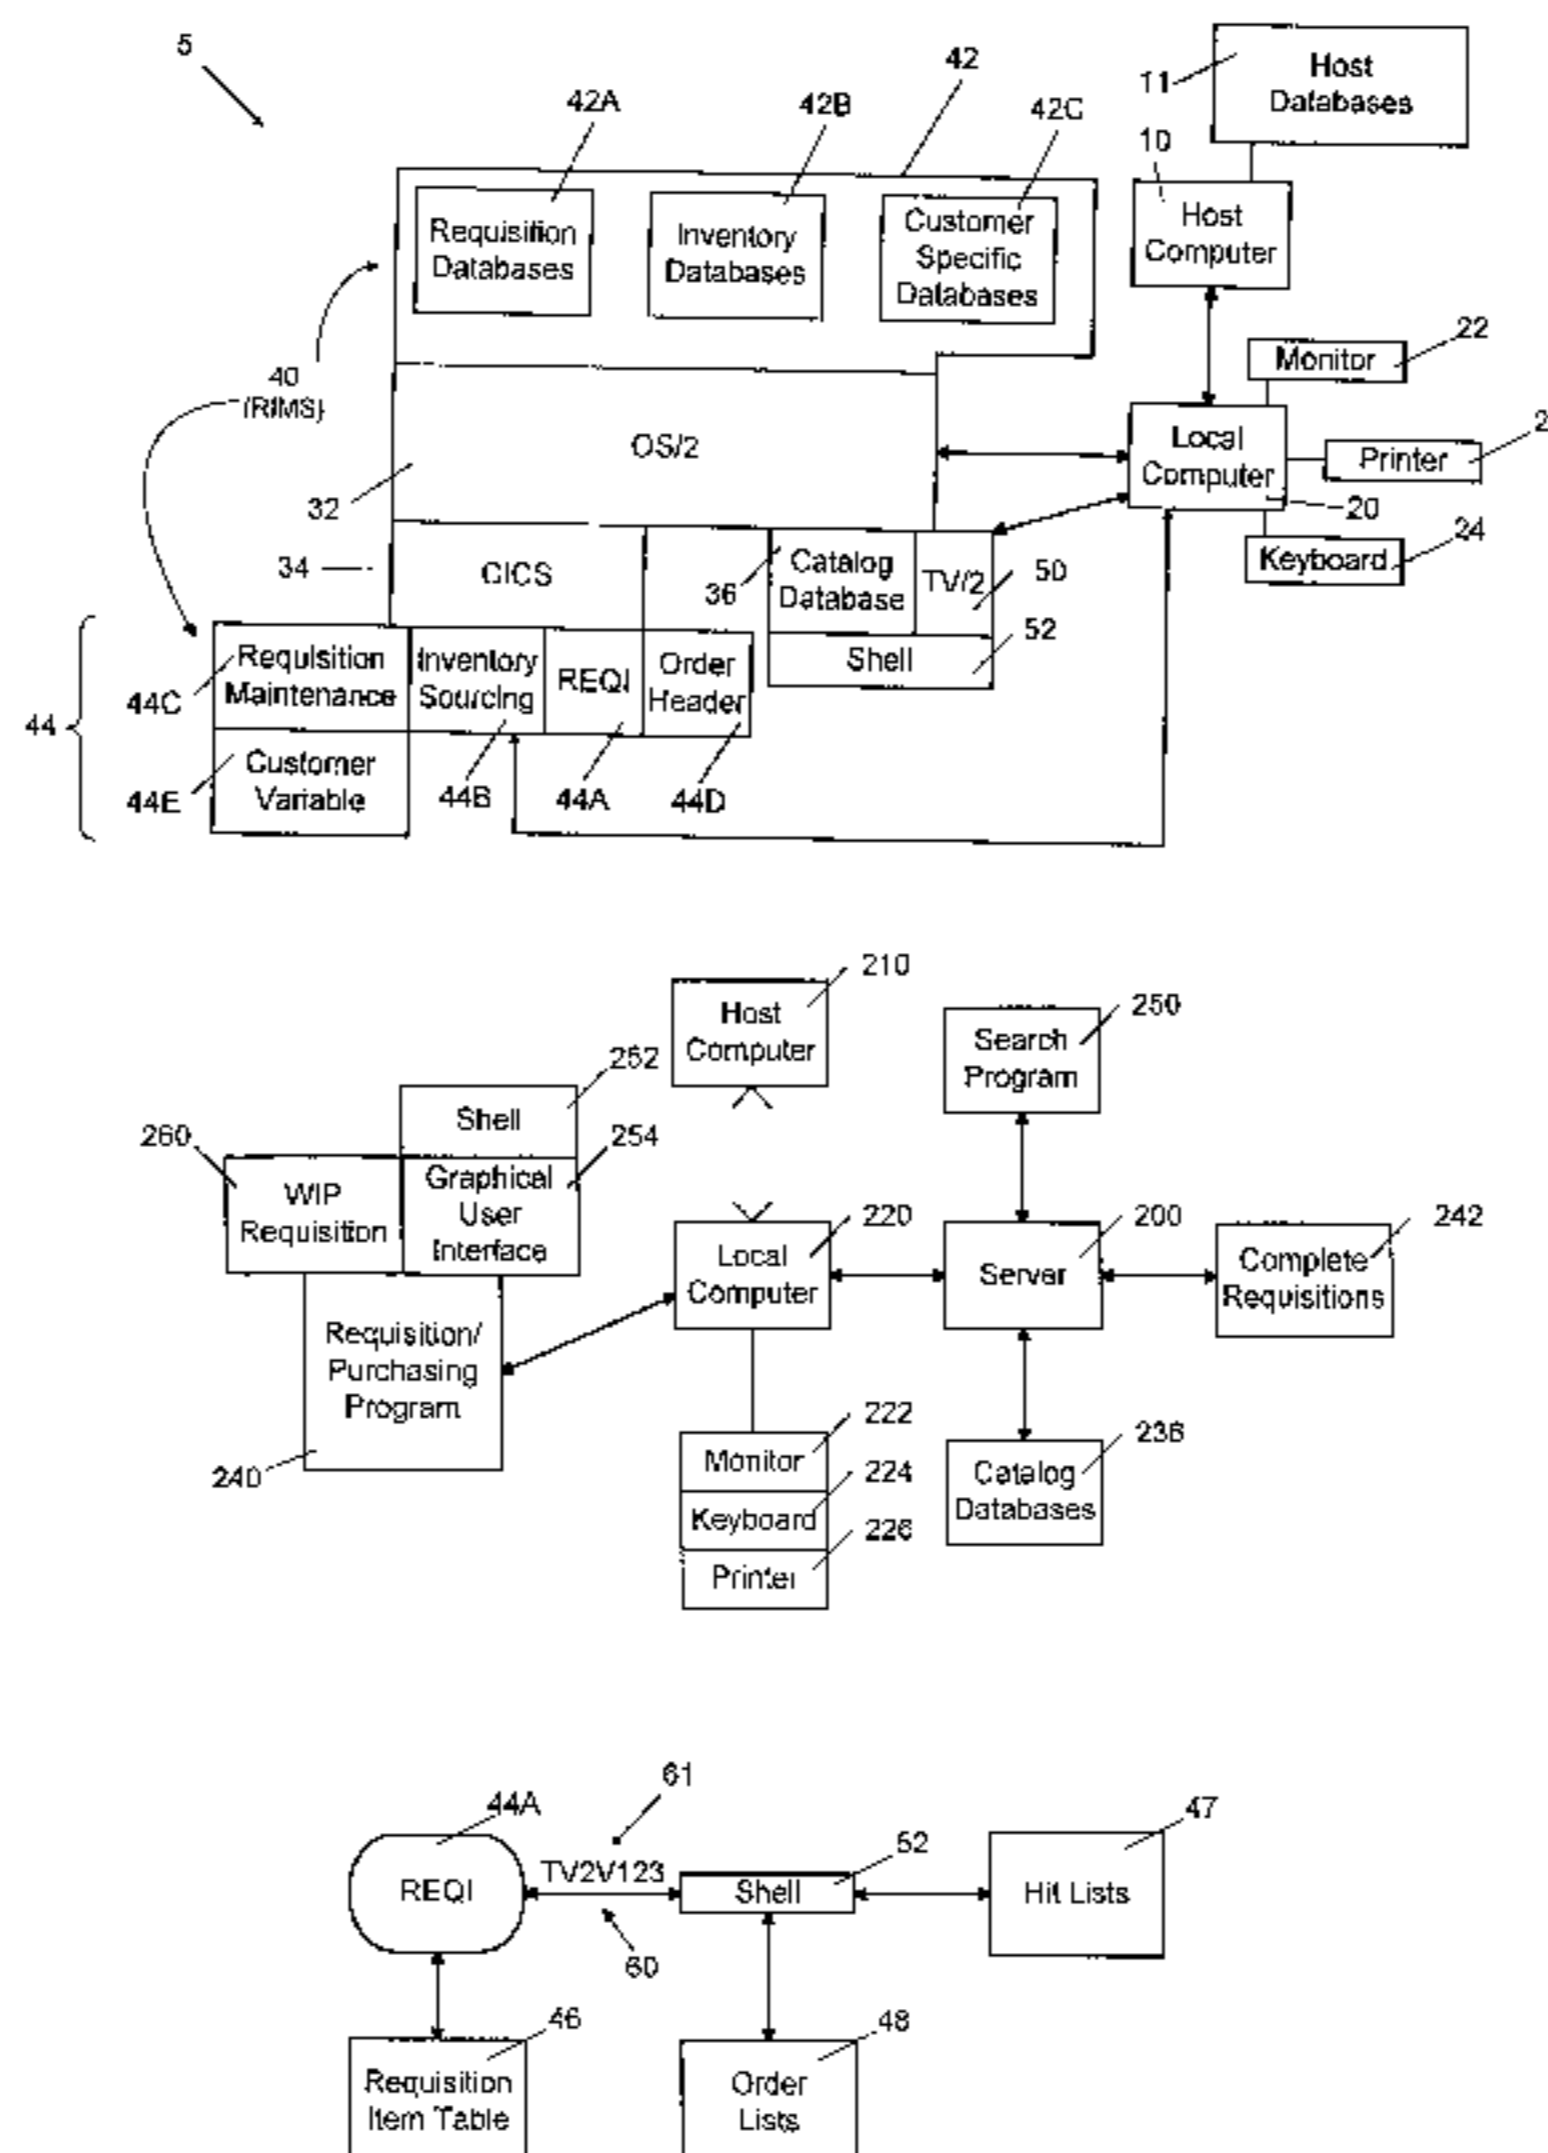 5
42
11
Host
Databases
42A
42B
42C
10
Requisition
Databases
Inventory
Databases
Customer
Specific
Databases
Host
Computer
22
Monitor
40
(RIMS)
OS/2
Local
Computer
2
Printer
32
20
34
CICS
36
Catalog
Database
TV/2
50
24
Keyboard
52
Shell
44
44C
Requisition
Maintenance
Inventory
Sourcing
REQI
Order
Header
44E
Customer
Variable
44B
44A
44D
210
Host
Computer
250
Search
Program
252
Shell
260
254
WIP
Requisition
Graphical
User
Interface
220
Local
Computer
200
Server
242
Complete
Requisitions
Requisition/
Purchasing
Program
240
222
Monitor
224
Keyboard
226
Printer
236
Catalog
Databases
61
44A
47
REQI
TV2V123
52
Shell
Hit Lists
60
46
48
Requisition
Item Table
Order
Lists